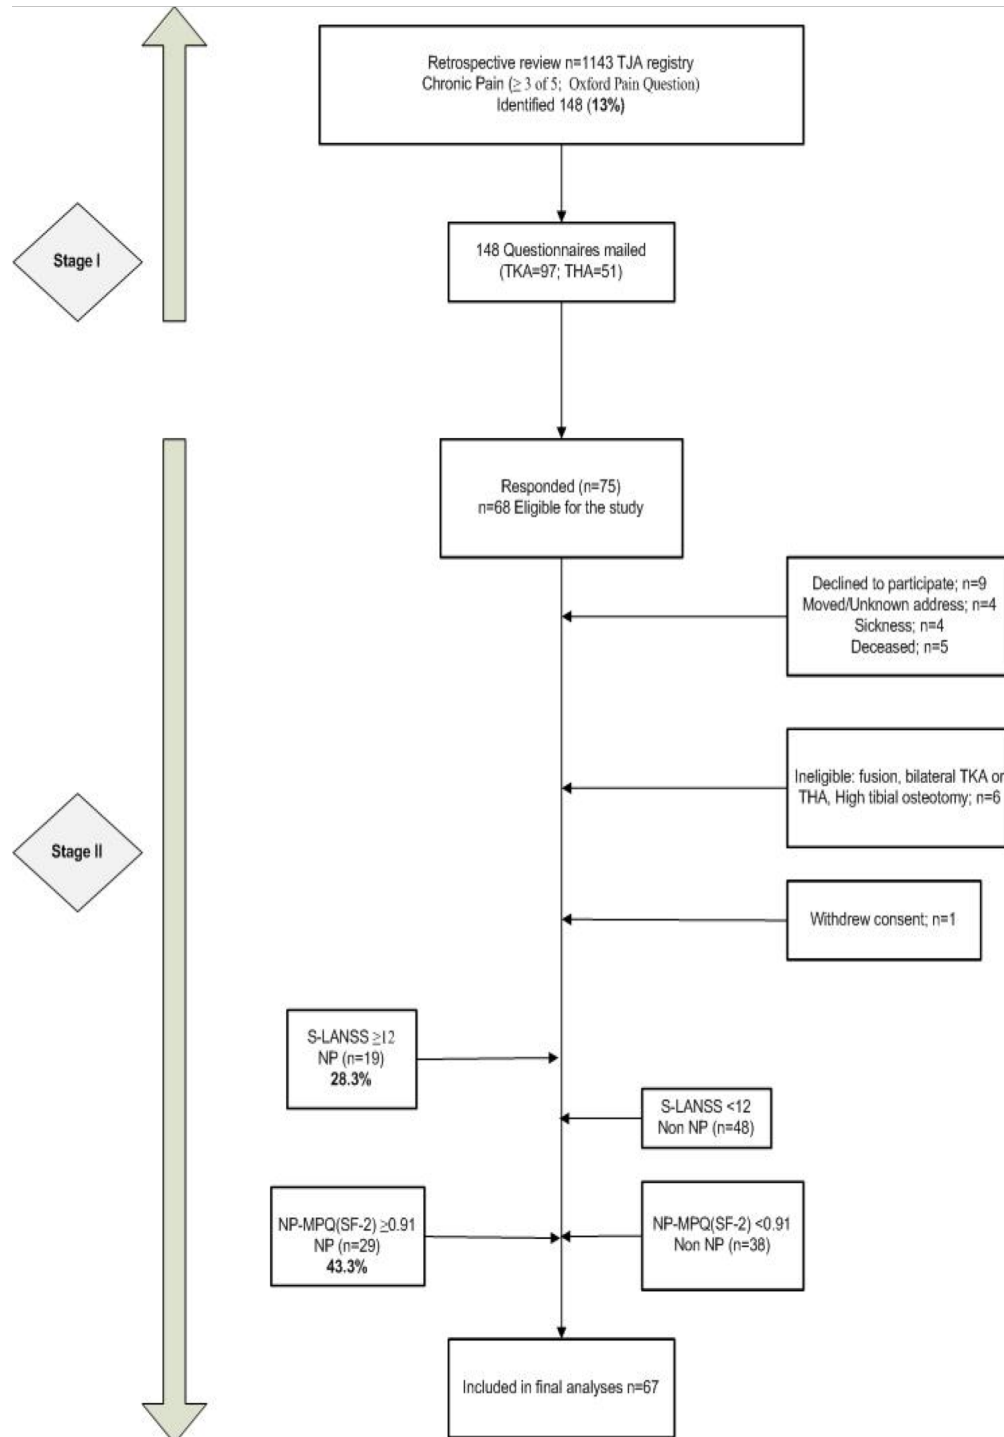 Retrospective review n=1143 TJA registry
Chronic Pain (≥ 3 of 5; Oxford Pain Question)
Identified 148 (13%)
Stage I
148 Questionnaires mailed
(TKA=97; THA=51)
Responded (n=75)
n=68 Eligible for the study
Declined to participate; n=9
Moved/Unknown address; n=4
Sickness; n=4
Deceased; n=5
Ineligible: fusion, bilateral TKA or
THA, High tibial osteotomy; n=6
Stage II
Withdrew consent; n=1
S-LANSS ≥12
NP (n=19)
28.3%
S-LANSS <12
Non NP (n=48)
NP-MPQ(SF-2) ≥0.91
NP (n=29)
43.3%
NP-MPQ(SF-2) <0.91
Non NP (n=38)
Included in final analyses n=67